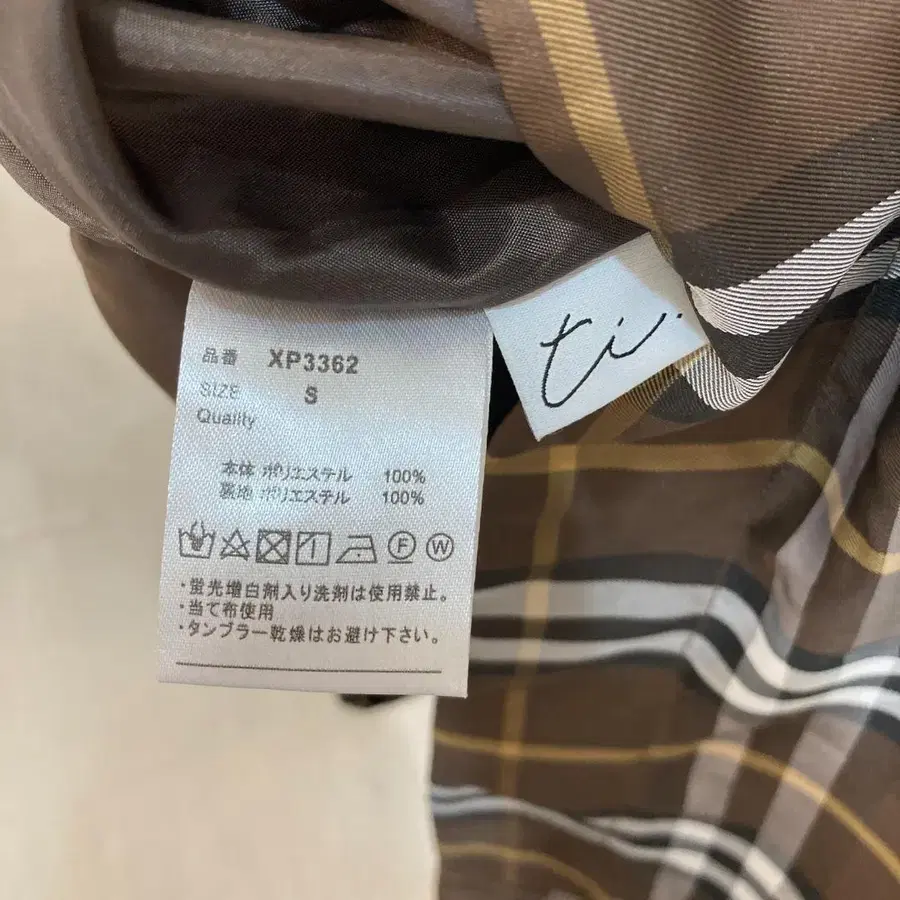 品番 XP3362
SIZE S
Quality
本体 ポリエステル 100%
裏地 ポリエステル 100%
F W
・蛍光増白剤入り洗剤は使用禁止。
・当て布使用
・タンブラー乾燥はお避け下さい。
ti.